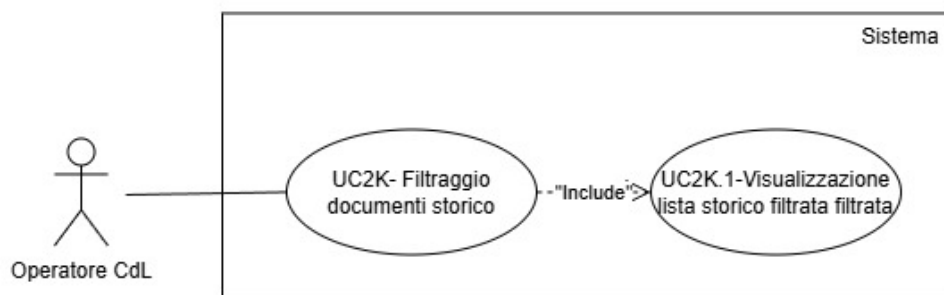 Sistema
UC2K- Filtraggio
documenti storico
"Include"
UC2K.1-Visualizzazione
lista storico filtrata filtrata
Operatore CdL